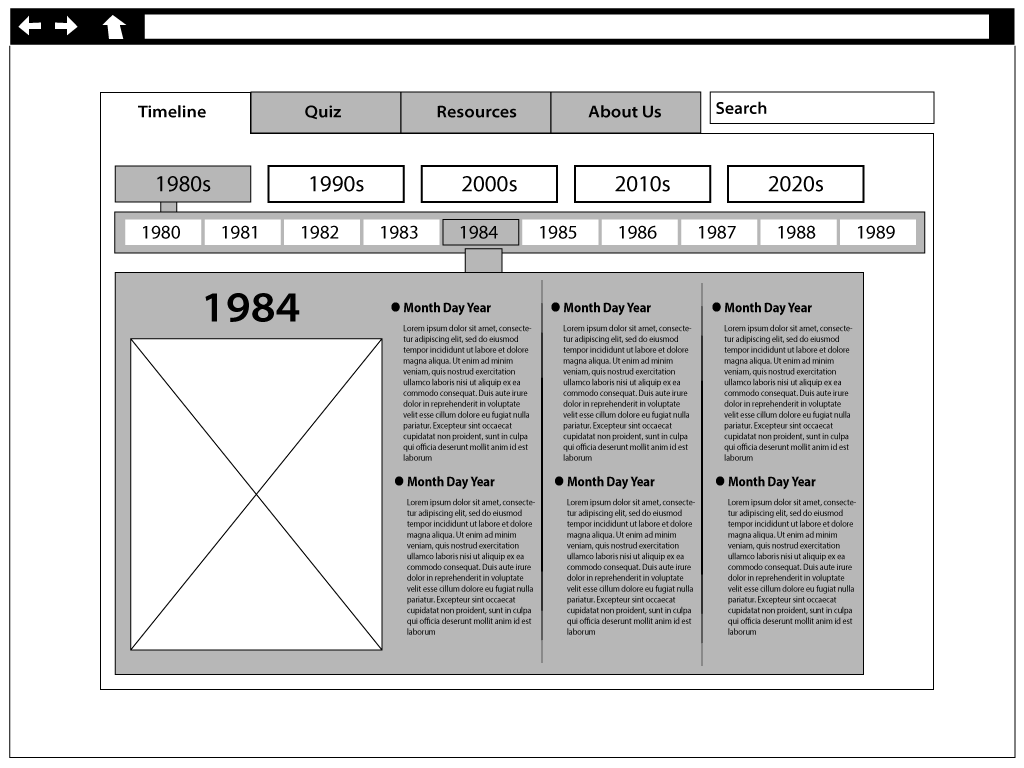 Timeline
Quiz
Resources
About Us
Search
1980s
1990s
2000s
2010s
2020s
1980
1981
1982
1983
1984
1985
1986
1987
1988
1989
1984
Month Day Year
Lorem ipsum dolor sit amet, consecte-
tur adipiscing elit, sed do eiusmod
tempor incididunt ut labore et dolore
magna aliqua. Ut enim ad minim
veniam, quis nostrud exercitation
ullamco laboris nisi ut aliquip ex ea
commodo consequat. Duis aute irure
dolor in reprehenderit in voluptate
velit esse cillum dolore eu fugiat nulla
pariatur. Excepteur sint occaecat
cupidatat non proident, sunt in culpa
qui officia deserunt mollit anim id est
laborum
Month Day Year
Lorem ipsum dolor sit amet, consecte-
tur adipiscing elit, sed do eiusmod
tempor incididunt ut labore et dolore
magna aliqua. Ut enim ad minim
veniam, quis nostrud exercitation
ullamco laboris nisi ut aliquip ex ea
commodo consequat. Duis aute irure
dolor in reprehenderit in voluptate
velit esse cillum dolore eu fugiat nulla
pariatur. Excepteur sint occaecat
cupidatat non proident, sunt in culpa
qui officia deserunt mollit anim id est
laborum
Month Day Year
Lorem ipsum dolor sit amet, consecte-
tur adipiscing elit, sed do eiusmod
tempor incididunt ut labore et dolore
magna aliqua. Ut enim ad minim
veniam, quis nostrud exercitation
ullamco laboris nisi ut aliquip ex ea
commodo consequat. Duis aute irure
dolor in reprehenderit in voluptate
velit esse cillum dolore eu fugiat nulla
pariatur. Excepteur sint occaecat
cupidatat non proident, sunt in culpa
qui officia deserunt mollit anim id est
laborum
Month Day Year
Lorem ipsum dolor sit amet, consecte-
tur adipiscing elit, sed do eiusmod
tempor incididunt ut labore et dolore
magna aliqua. Ut enim ad minim
veniam, quis nostrud exercitation
ullamco laboris nisi ut aliquip ex ea
commodo consequat. Duis aute irure
dolor in reprehenderit in voluptate
velit esse cillum dolore eu fugiat nulla
pariatur. Excepteur sint occaecat
cupidatat non proident, sunt in culpa
qui officia deserunt mollit anim id est
laborum
Month Day Year
Lorem ipsum dolor sit amet, consecte-
tur adipiscing elit, sed do eiusmod
tempor incididunt ut labore et dolore
magna aliqua. Ut enim ad minim
veniam, quis nostrud exercitation
ullamco laboris nisi ut aliquip ex ea
commodo consequat. Duis aute irure
dolor in reprehenderit in voluptate
velit esse cillum dolore eu fugiat nulla
pariatur. Excepteur sint occaecat
cupidatat non proident, sunt in culpa
qui officia deserunt mollit anim id est
laborum
Month Day Year
Lorem ipsum dolor sit amet, consecte-
tur adipiscing elit, sed do eiusmod
tempor incididunt ut labore et dolore
magna aliqua. Ut enim ad minim
veniam, quis nostrud exercitation
ullamco laboris nisi ut aliquip ex ea
commodo consequat. Duis aute irure
dolor in reprehenderit in voluptate
velit esse cillum dolore eu fugiat nulla
pariatur. Excepteur sint occaecat
cupidatat non proident, sunt in culpa
qui officia deserunt mollit anim id est
laborum